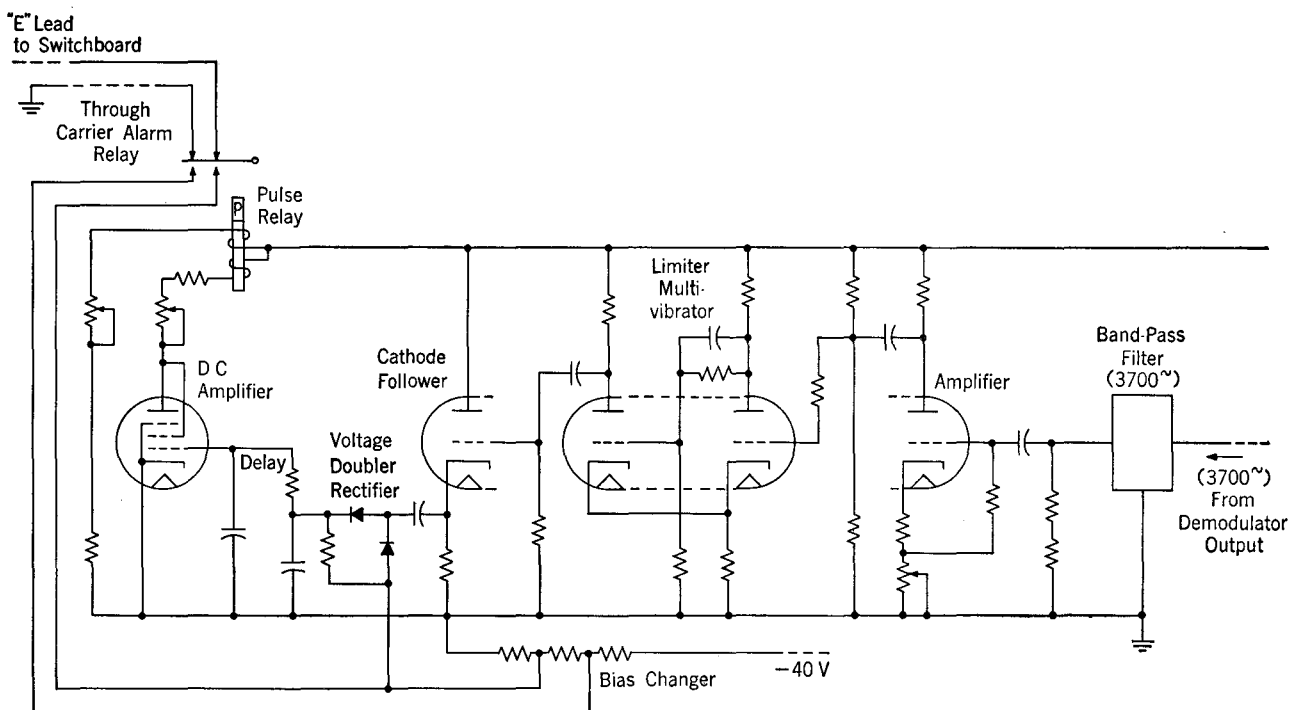 "E" Lead
to Switchboard
Through
Carrier Alarm
Relay
P
Pulse
Relay
Limiter
Multi-
vibrator
Band-Pass
Filter
(3700~)
Cathode
Follower
DC
Amplifier
Amplifier
Voltage
Doubler
Rectifier
Delay
(3700~)
From
Demodulator
Output
Bias Changer
−40 V